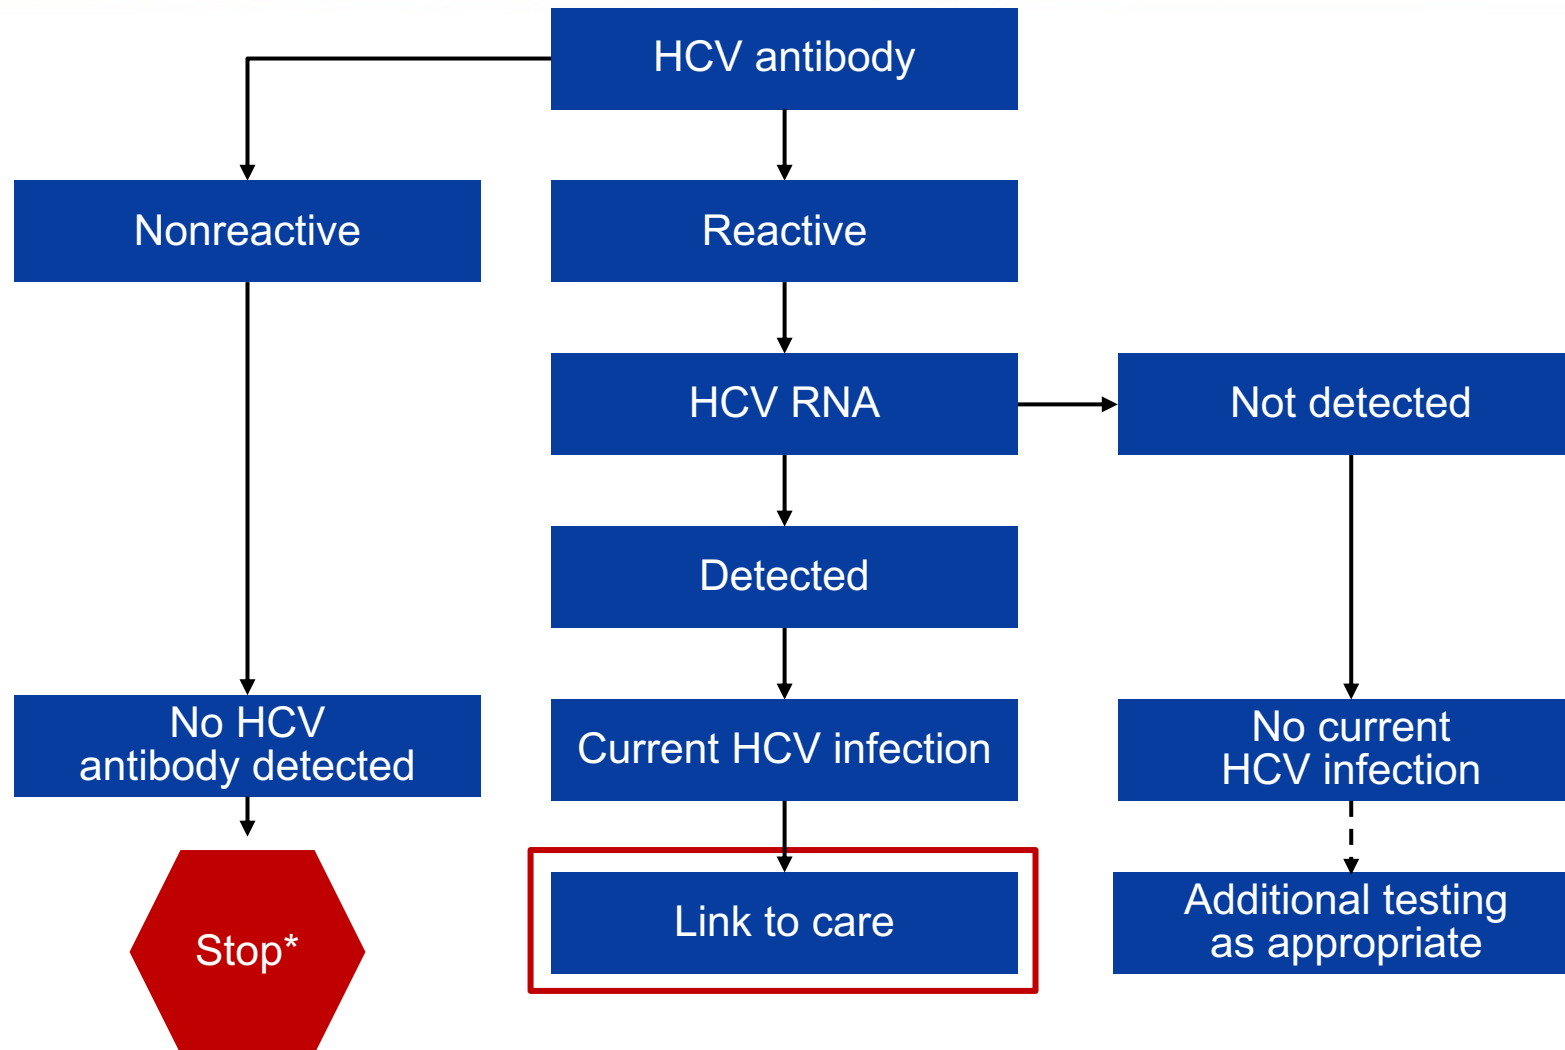 HCV antibody
Nonreactive
Reactive
HCV RNA
Not detected
Detected
No HCV
antibody detected
Current HCV infection
No current
HCV infection
Stop*
Link to care
Additional testing
as appropriate